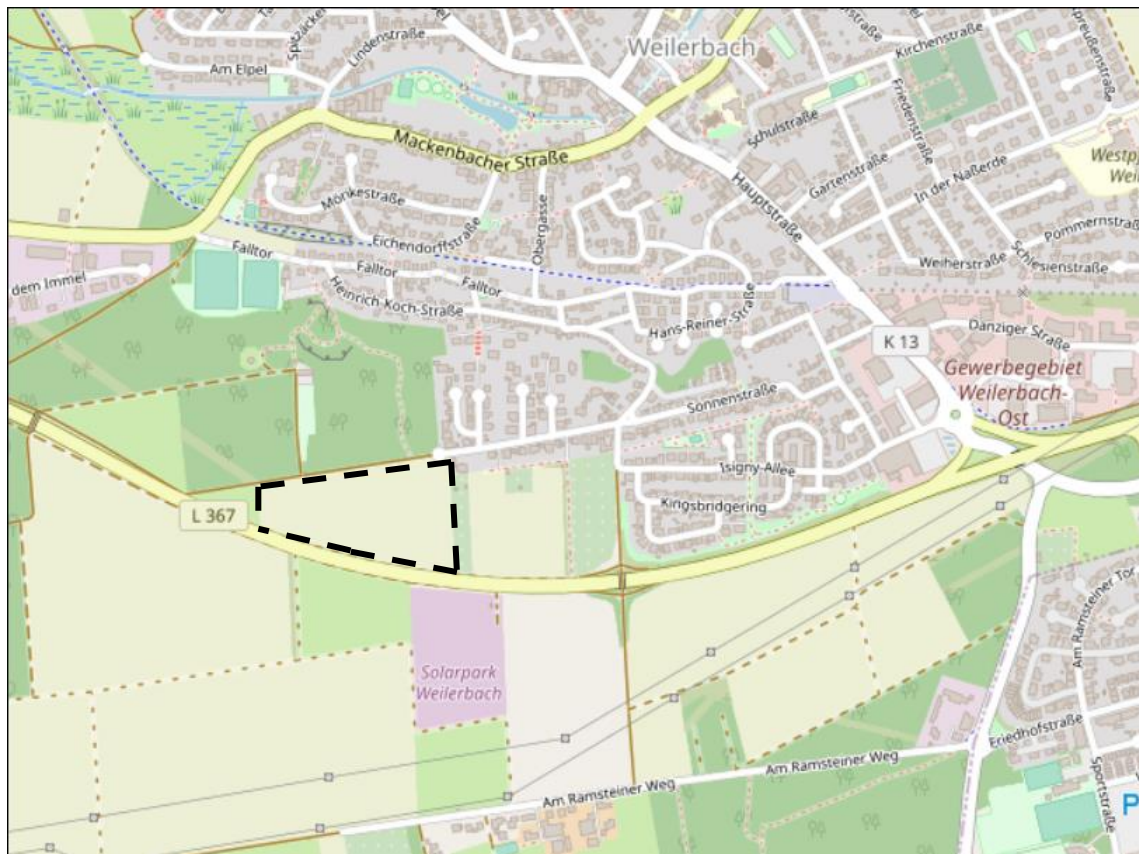 Weilerbach
Kirchenstraße
Lindenstraße
Am Elpel
Mackenbacher Straße
Schulstraße
Friedenstraße
Gartenstraße
In der Naßerde
Hauptstraße
Mörikestraße
Eichendorffstraße
Obergasse
Pommernstraße
Schlesienstraße
Weiherstraße
Falltor
Falltor
Falltor
dem Immel
Heinrich-Koch-Straße
Hans-Reiner-Straße
K 13
Danziger Straße
Gewerbegebiet
Weilerbach-
Ost
Sonnenstraße
Isigny-Allee
Kingsbridgering
L 367
Solarpark
Weilerbach
Am Ramsteiner Tor
Friedhofstraße
Am Ramsteiner Weg
Am Ramsteiner Weg
Sportstraße
P